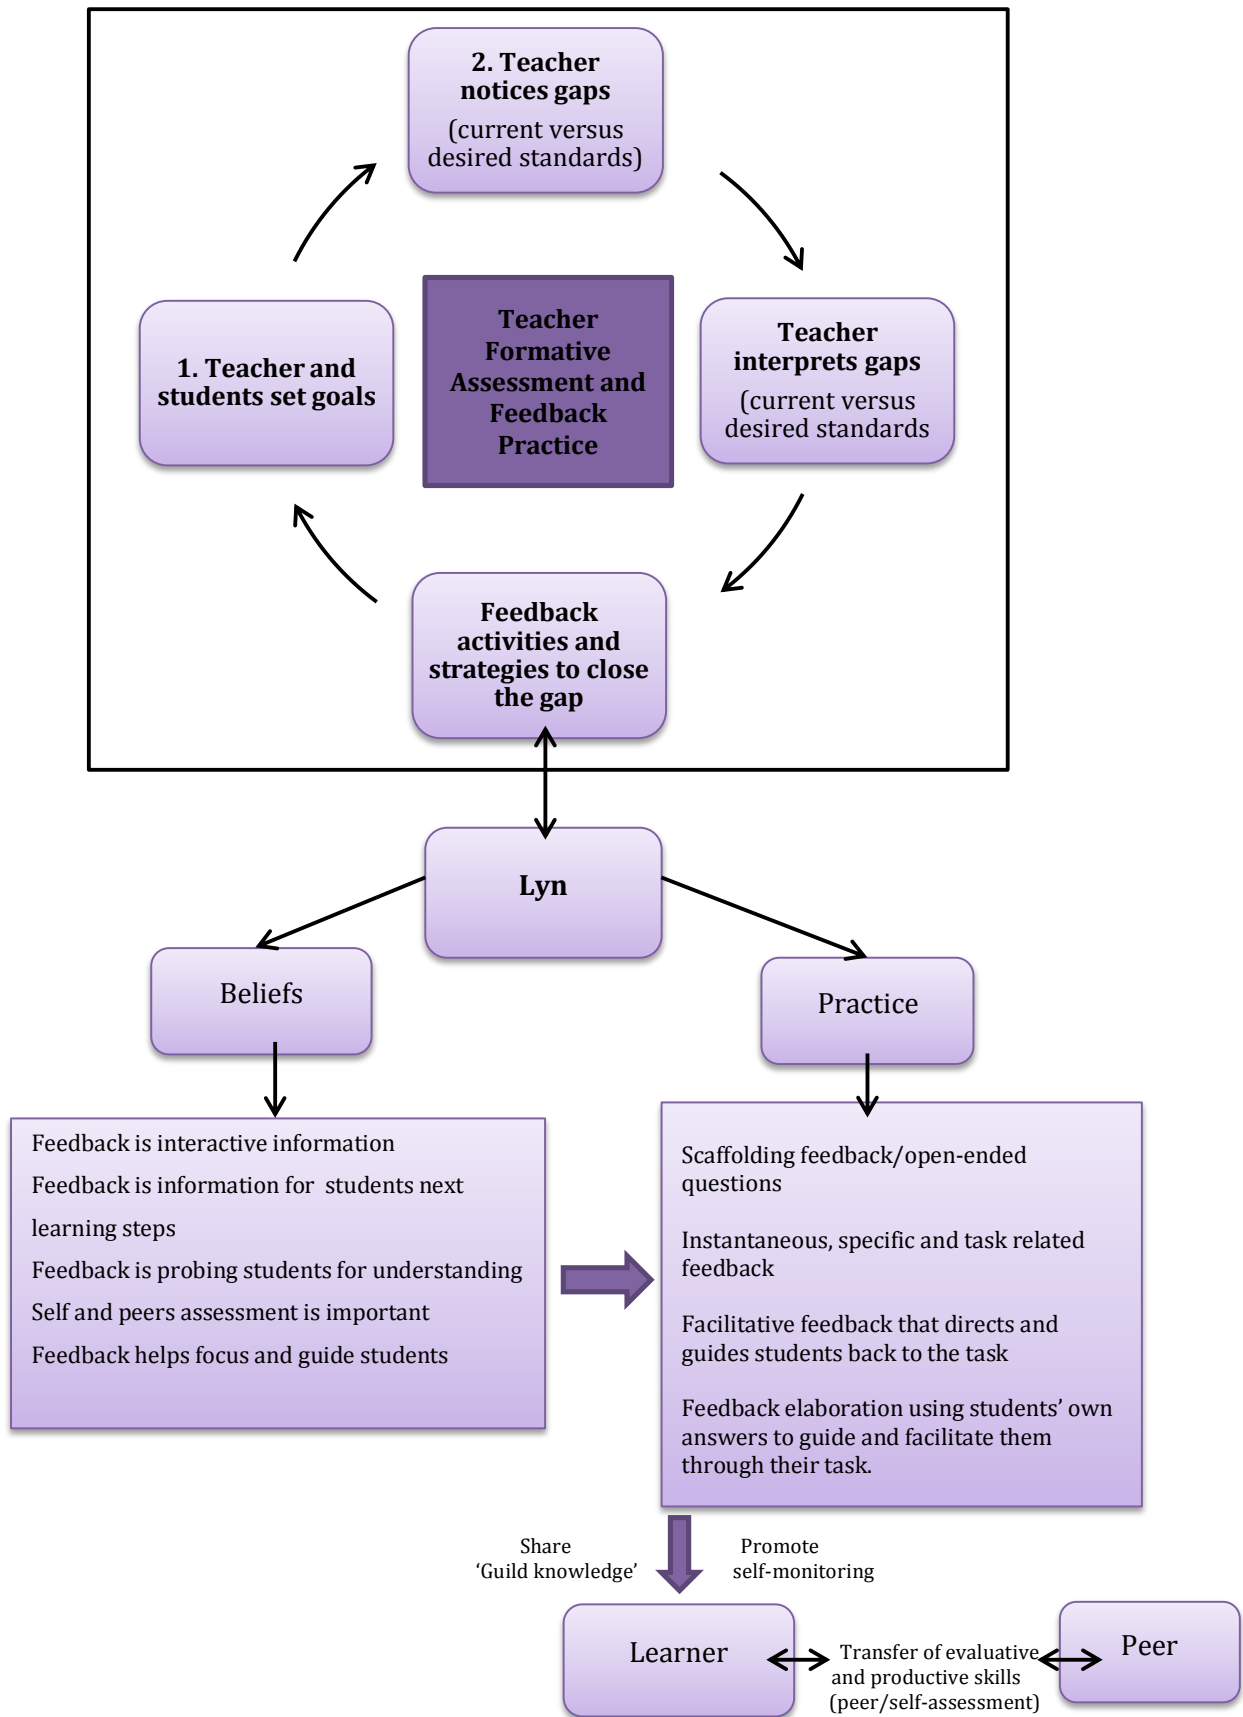 2. Teacher
notices gaps
(current versus
desired standards)
1. Teacher and
students set goals
Teacher
Formative
Assessment and
Feedback
Practice
Teacher
interprets gaps
(current versus
desired standards
Feedback
activities and
strategies to close
the gap
Lyn
Beliefs
Practice
Feedback is interactive information
Feedback is information for  students next
learning steps
Feedback is probing students for understanding
Self and peers assessment is important
Feedback helps focus and guide students
Scaffolding feedback/open-ended
questions
Instantaneous, specific and task related
feedback
Facilitative feedback that directs and
guides students back to the task
Feedback elaboration using students’ own
answers to guide and facilitate them
through their task.
Share
‘Guild knowledge’
Promote
self-monitoring
Learner
Transfer of evaluative
and productive skills
(peer/self-assessment)
Peer